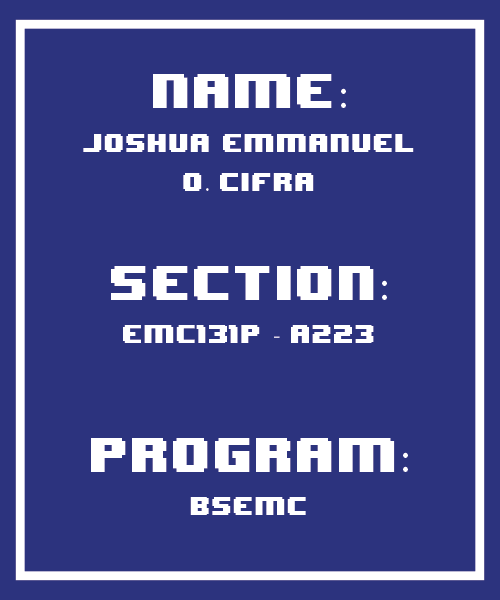 NAME:
JOSHUA EMMANUEL
O. CIFRA
SECTION:
EMC131P - A223
PROGRAM:
BSEMC